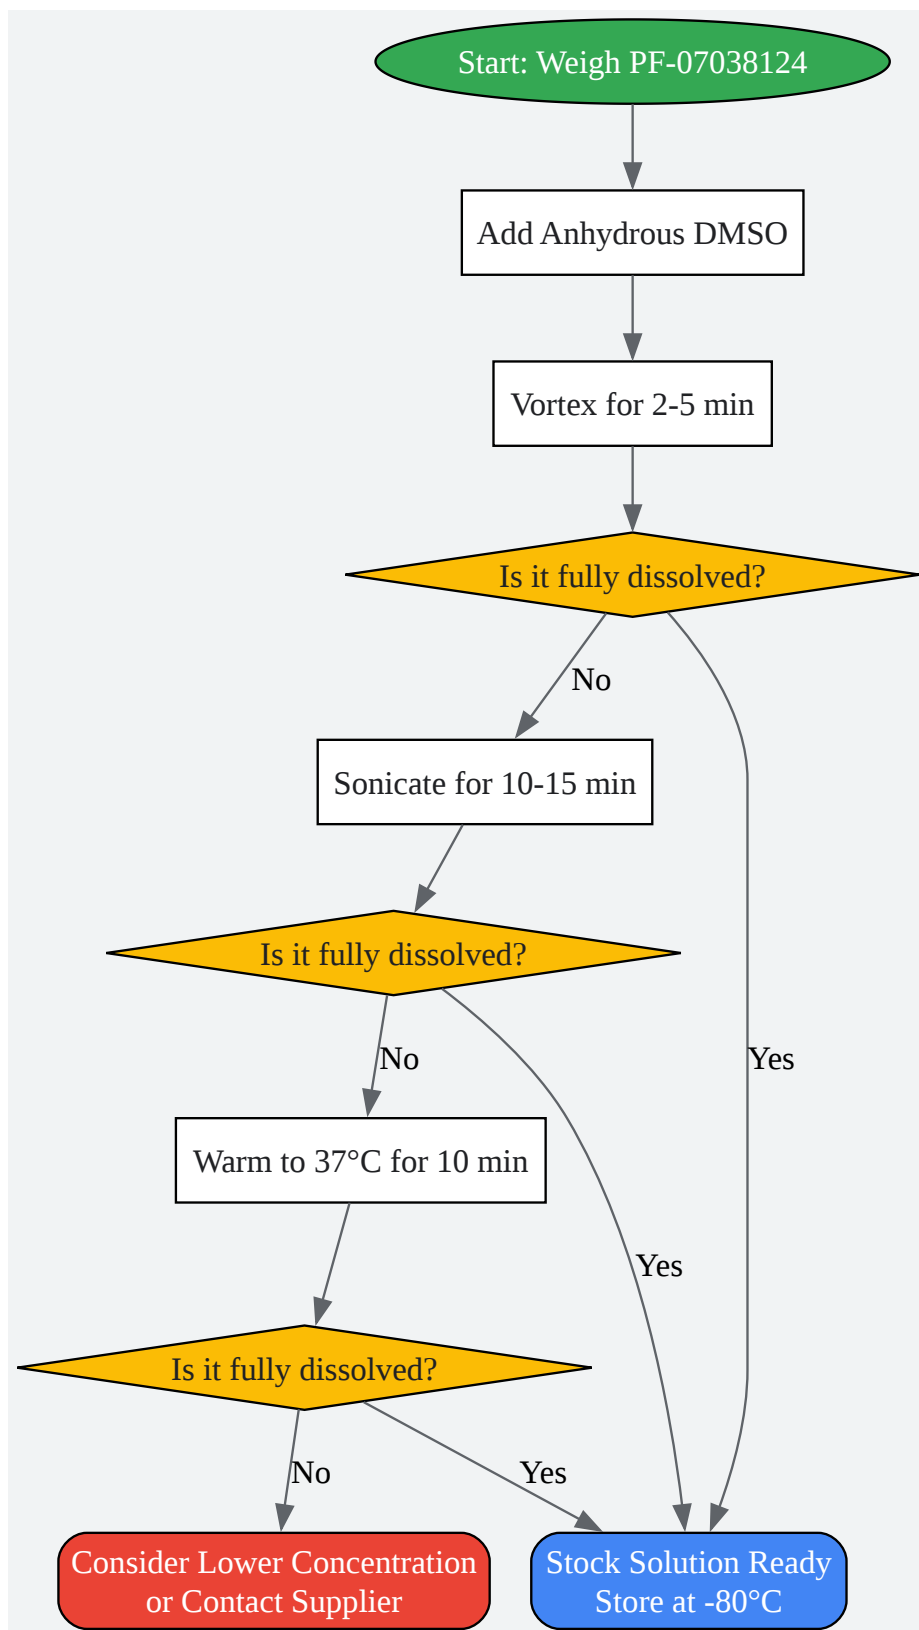 Start: Weigh PF-07038124
Add Anhydrous DMSO
Vortex for 2-5 min
Is it fully dissolved?
No
Sonicate for 10-15 min
Is it fully dissolved?
No
Yes
Warm to 37°C for 10 min
Yes
Is it fully dissolved?
No
Yes
Consider Lower Concentration
or Contact Supplier
Stock Solution Ready
Store at -80°C